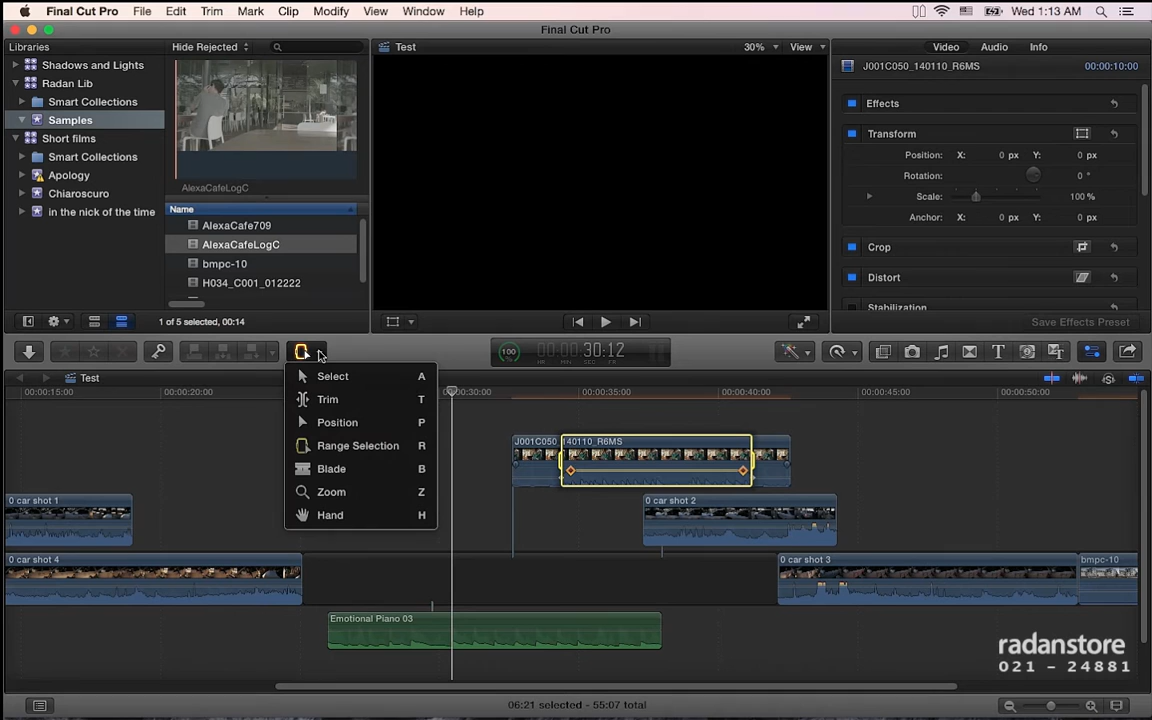 Final Cut Pro File Edit Trim Mark Clip Modify View Window Help Wed 1:13 AM
Final Cut Pro
Libraries Hide Rejected Test 30% View Video Audio Info
Shadows and Lights
Radan Lib
Smart Collections
Samples
Short films
Smart Collections
Apology
Chiaroscuro
in the nick of the time
AlexaCafeLogC
Name
AlexaCafe709
AlexaCafeLogC
bmpc-10
H034_C001_012222
1 of 5 selected, 00:14
J001C050_140110_R6MS 00:00:10:00
Effects
Transform
Position: X: 0 px Y: 0 px
Rotation: 0 °
Scale: 100 %
Anchor: X: 0 px Y: 0 px
Crop
Distort
Stabilization
Save Effects Preset
100 00:00:30:12
HR MIN SEC FR
Select A
Trim T
Position P
Range Selection R
Blade B
Zoom Z
Hand H
Test
00:00:15:00 00:00:20:00 00:00:30:00 00:00:35:00 00:00:40:00 00:00:45:00 00:00:50:00
J001C050_140110_R6MS
0 car shot 1
0 car shot 2
0 car shot 4
0 car shot 3
bmpc-10
Emotional Piano 03
radanstore
021 - 24881
06:21 selected - 55:07 total